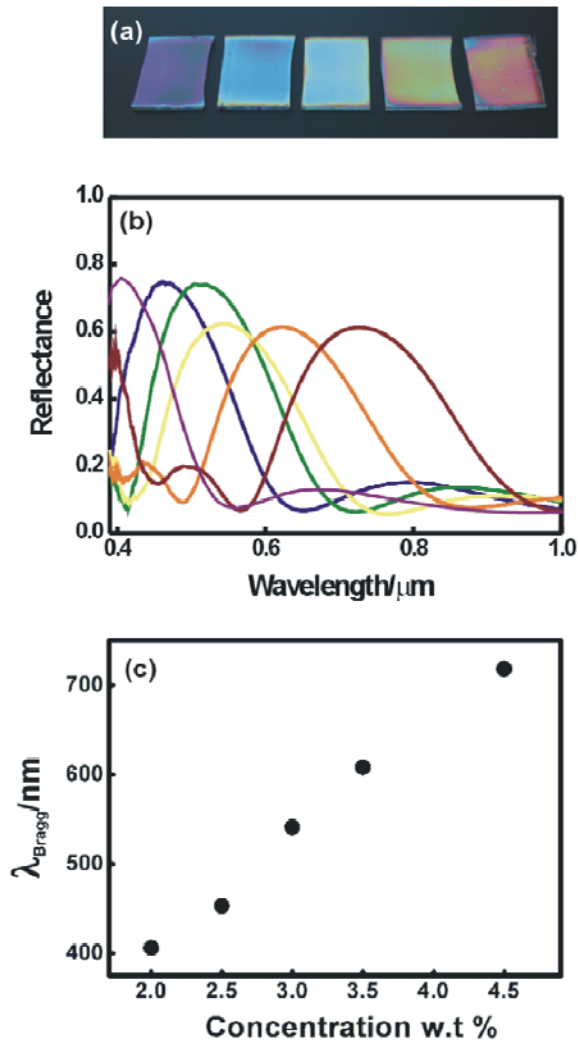 (a)
(b)
1.0
0.8
0.6
0.4
0.2
0.0
Reflectance
0.4 0.6 0.8 1.0
Wavelength/μm
(c)
700
600
500
400
λBragg/nm
2.0 2.5 3.0 3.5 4.0 4.5
Concentration w.t %